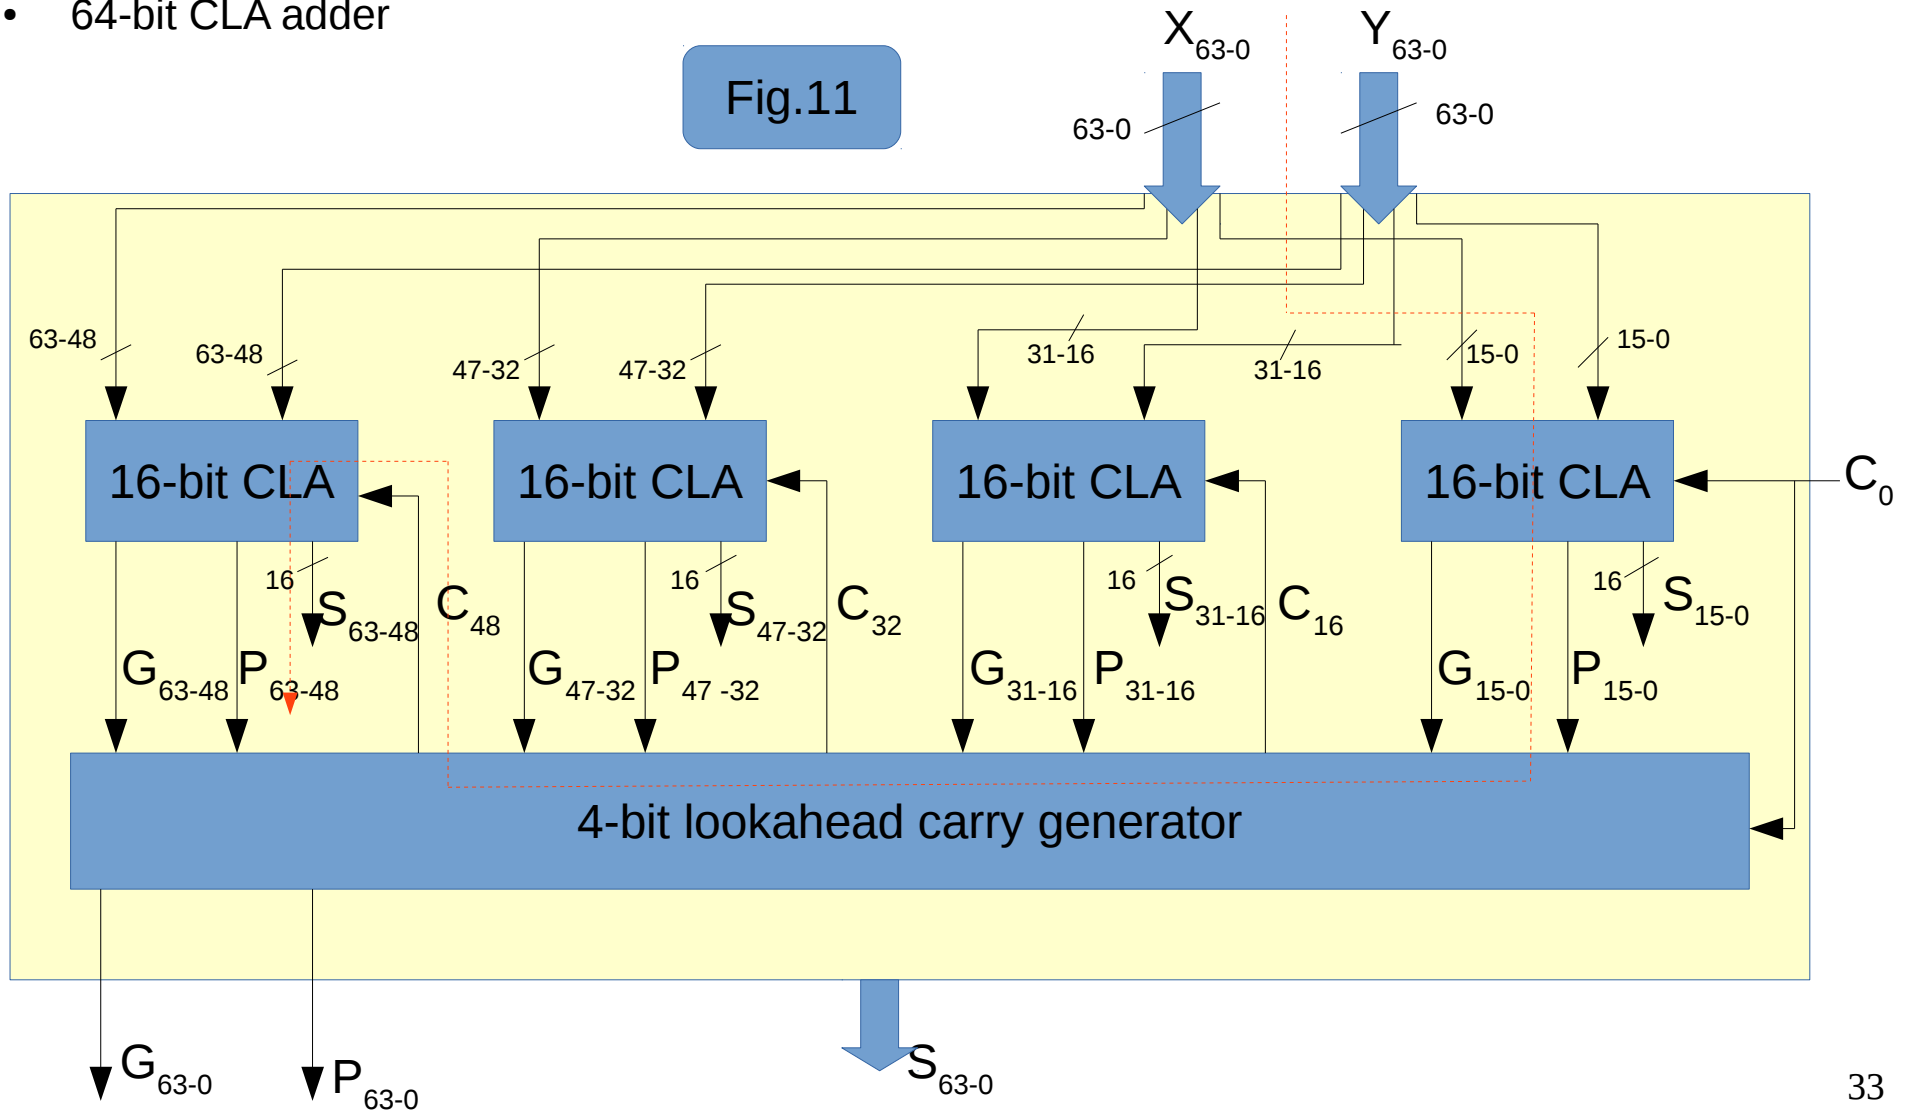 • 64-bit CLA adder
Fig.11
X63-0 Y63-0
63-0 63-0
63-48 63-48 47-32 47-32 31-16 31-16 15-0 15-0
16-bit CLA 16-bit CLA 16-bit CLA 16-bit CLA C0
16 S63-48 C48 16 S47-32 C32 16 S31-16 C16 16 S15-0
G63-48 P63-48 G47-32 P47 -32 G31-16 P31-16 G15-0 P15-0
4-bit lookahead carry generator
G63-0 P63-0 S63-0
33